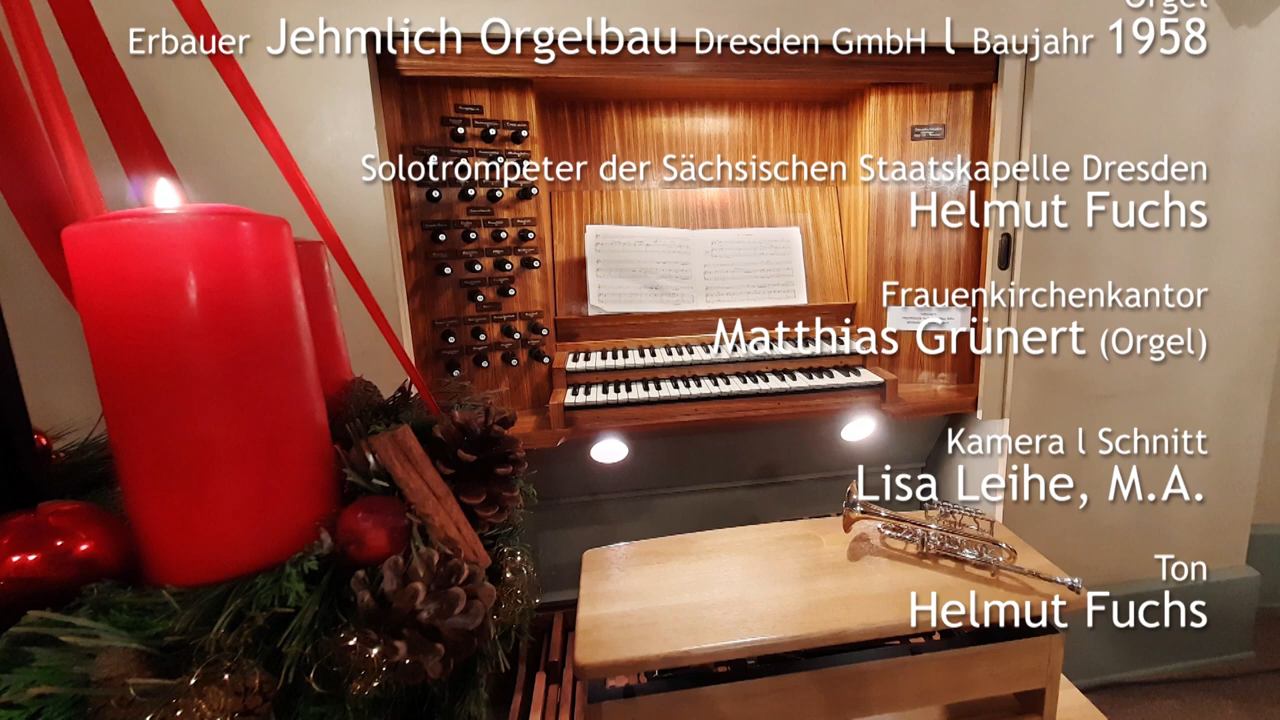 Orgel
Erbauer Jehmlich Orgelbau Dresden GmbH l Baujahr 1958
Solotrompeter der Sächsischen Staatskapelle Dresden
Helmut Fuchs
Frauenkirchenkantor
Matthias Grünert (Orgel)
Kamera l Schnitt
Lisa Leihe, M.A.
Ton
Helmut Fuchs